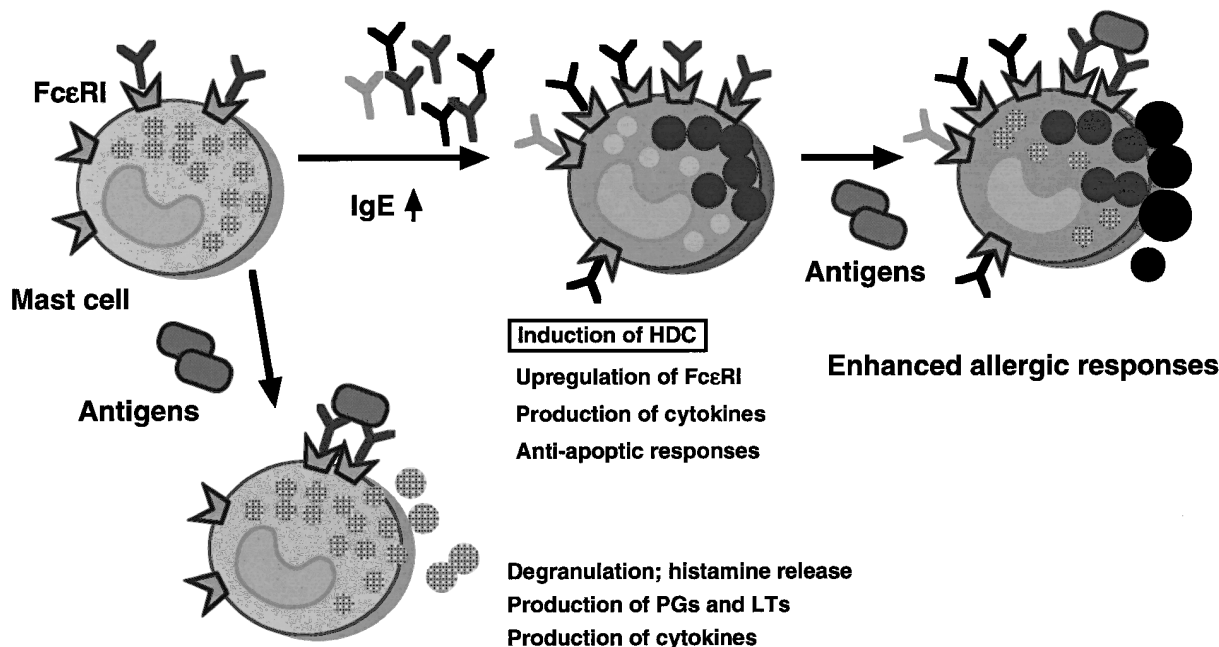 FcεRI
IgE
Mast cell
Antigens
Antigens
Induction of HDC
Upregulation of FcεRI
Production of cytokines
Anti-apoptic responses
Enhanced allergic responses
Degranulation; histamine release
Production of PGs and LTs
Production of cytokines